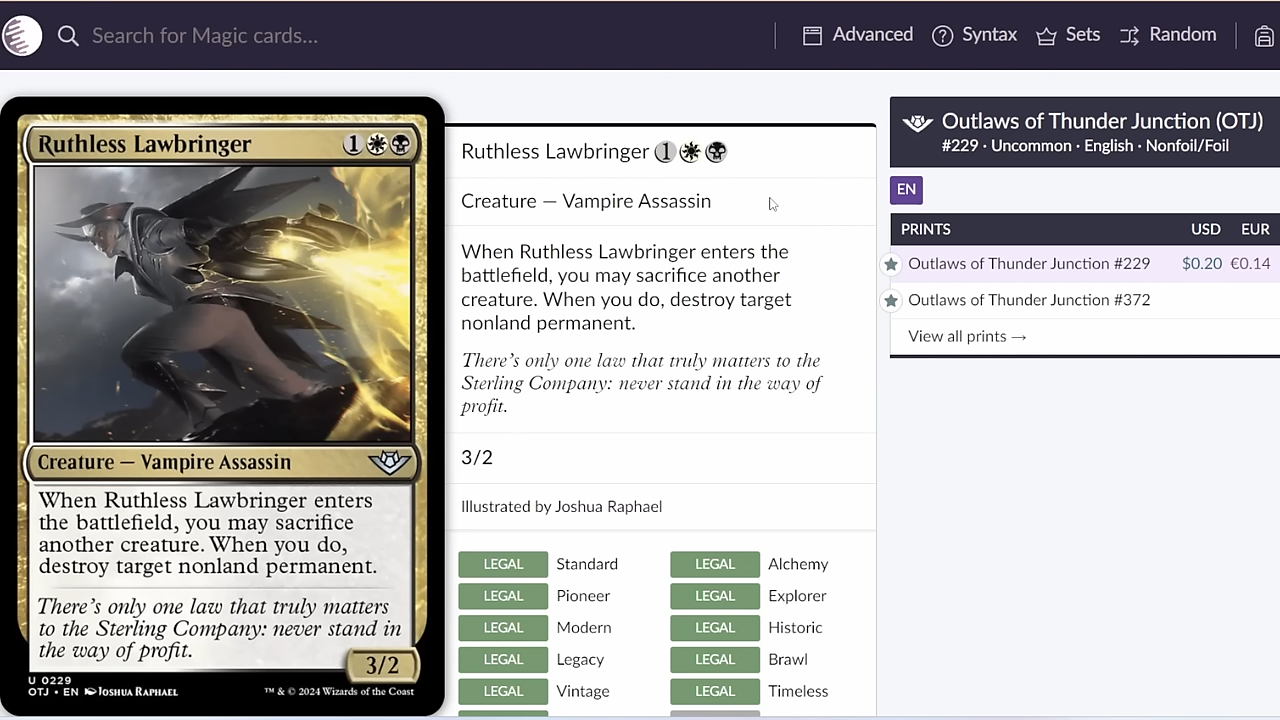 Search for Magic cards...
Advanced
Syntax
Sets
Random
Ruthless Lawbringer 1
Creature — Vampire Assassin
When Ruthless Lawbringer enters
the battlefield, you may sacrifice
another creature. When you do,
destroy target nonland permanent.
There's only one law that truly matters
to the Sterling Company: never stand in
the way of profit.
3/2
U 0229
OTJ • EN JOSHUA RAPHAEL
™ & © 2024 Wizards of the Coast
Ruthless Lawbringer 1
Creature — Vampire Assassin
When Ruthless Lawbringer enters the
battlefield, you may sacrifice another
creature. When you do, destroy target
nonland permanent.
There's only one law that truly matters to the
Sterling Company: never stand in the way of
profit.
3/2
Illustrated by Joshua Raphael
LEGAL Standard LEGAL Alchemy
LEGAL Pioneer LEGAL Explorer
LEGAL Modern LEGAL Historic
LEGAL Legacy LEGAL Brawl
LEGAL Vintage LEGAL Timeless
Outlaws of Thunder Junction (OTJ)
#229 · Uncommon · English · Nonfoil/Foil
EN
PRINTS USD EUR
Outlaws of Thunder Junction #229 $0.20 €0.14
Outlaws of Thunder Junction #372
View all prints →